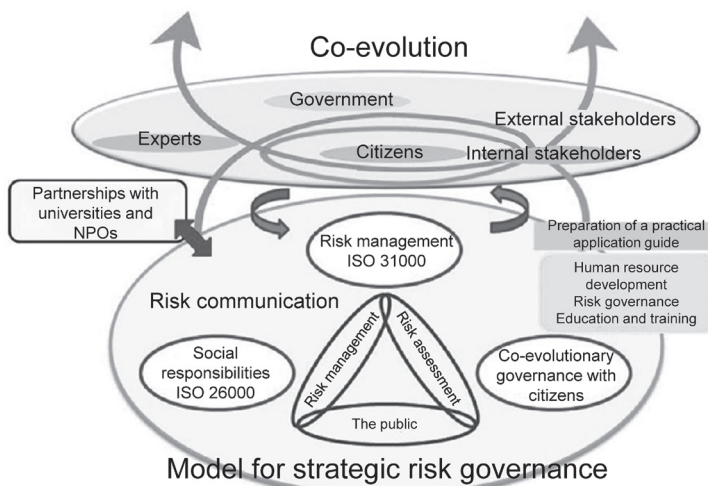 Co-evolution
Government
External stakeholders
Experts
Citizens
Internal stakeholders
Partnerships with
universities and
NPOs
Preparation of a practical
application guide
Risk management
ISO 31000
Human resource
development
Risk governance
Education and training
Risk communication
Risk management
Risk assessment
The public
Social
responsibilities
ISO 26000
Co-evolutionary
governance with
citizens
Model for strategic risk governance